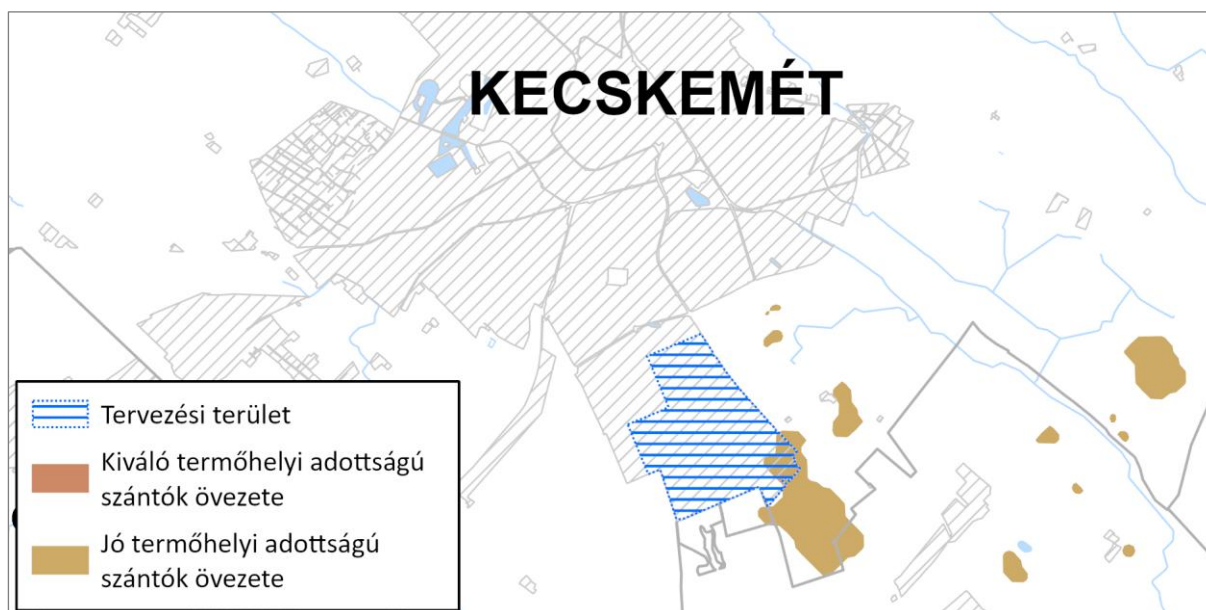 KECSKEMÉT
Tervezési terület
Kiváló termőhelyi adottságú
szántók övezete
Jó termőhelyi adottságú
szántók övezete